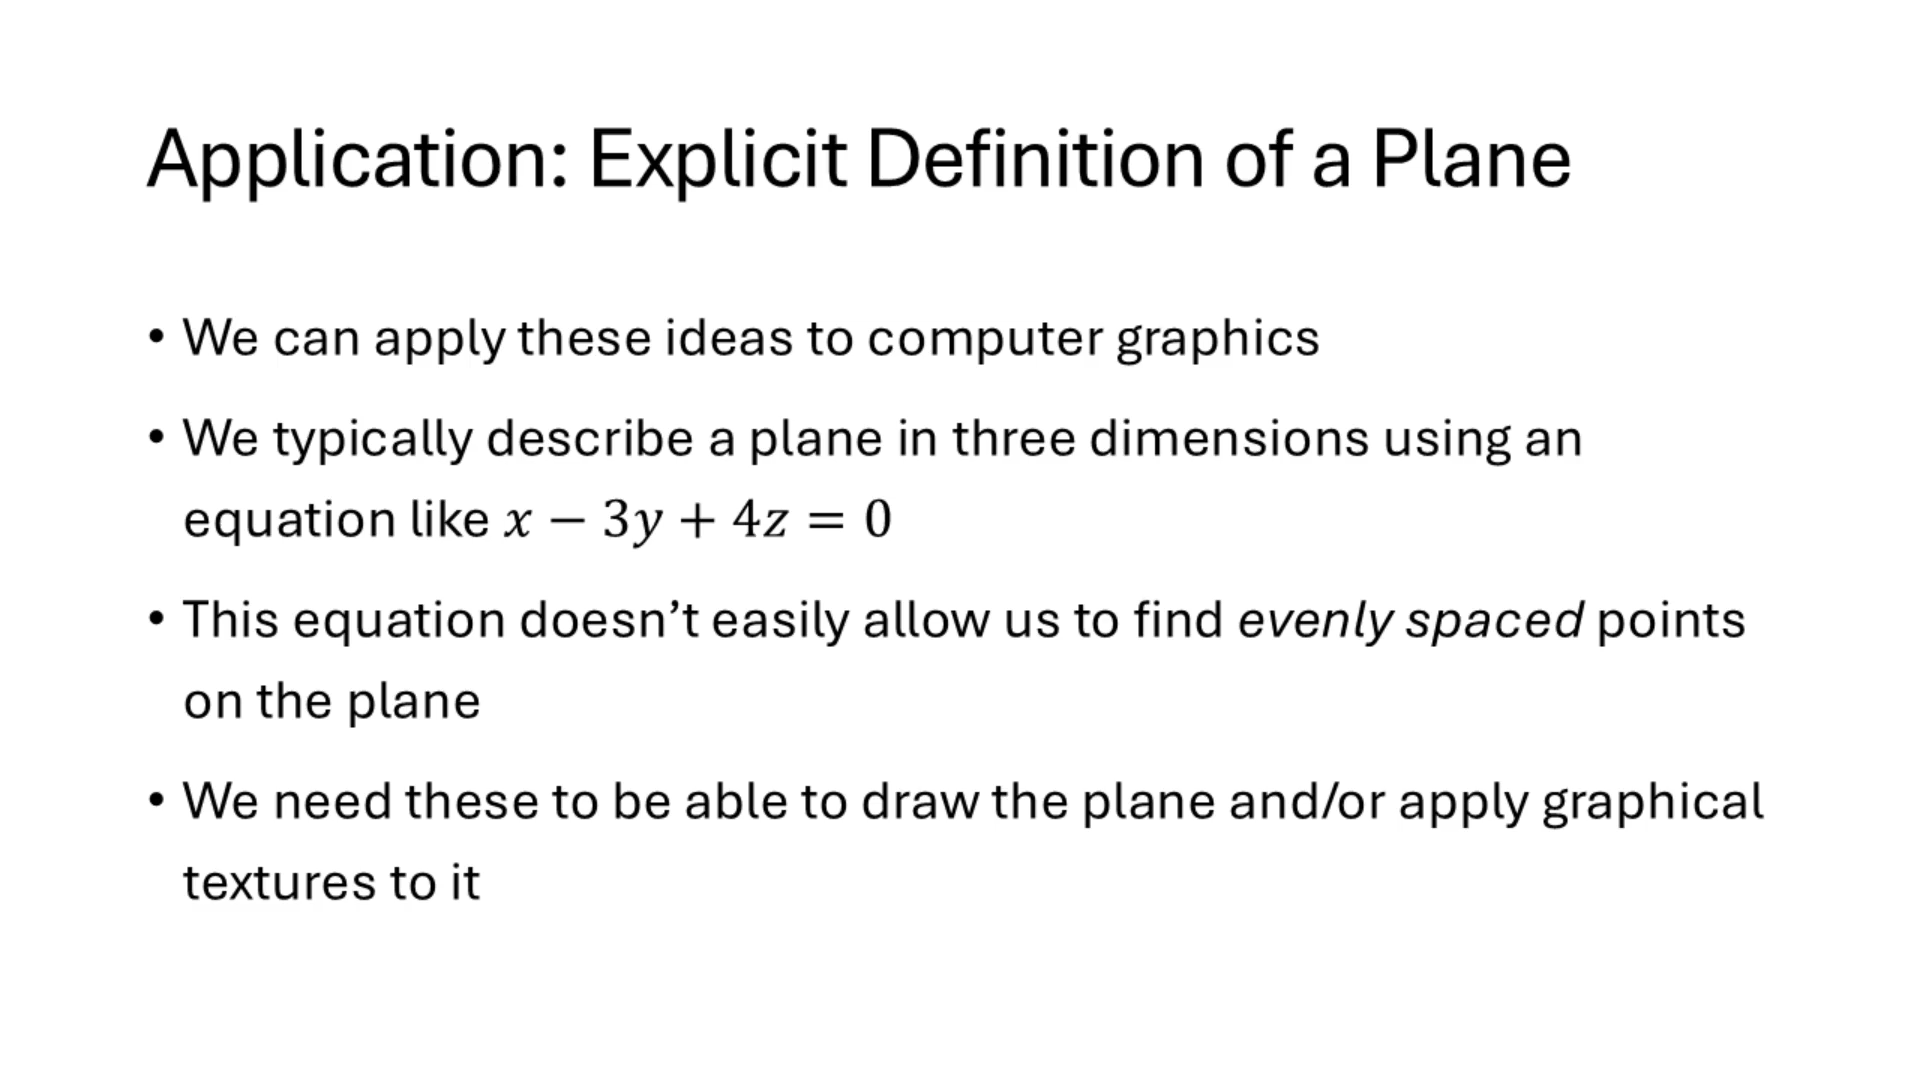 Application: Explicit Definition of a Plane
• We can apply these ideas to computer graphics
• We typically describe a plane in three dimensions using an
equation like x − 3y + 4z = 0
• This equation doesn’t easily allow us to find evenly spaced points
on the plane
• We need these to be able to draw the plane and/or apply graphical
textures to it